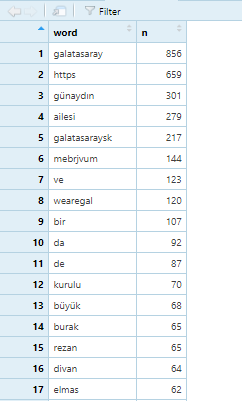 Filter
word n
1 galatasaray 856
2 https 659
3 günaydın 301
4 ailesi 279
5 galatasaraysk 217
6 mebrjvum 144
7 ve 123
8 wearegal 120
9 bir 107
10 da 92
11 de 87
12 kurulu 70
13 büyük 68
14 burak 65
15 rezan 65
16 divan 64
17 elmas 62